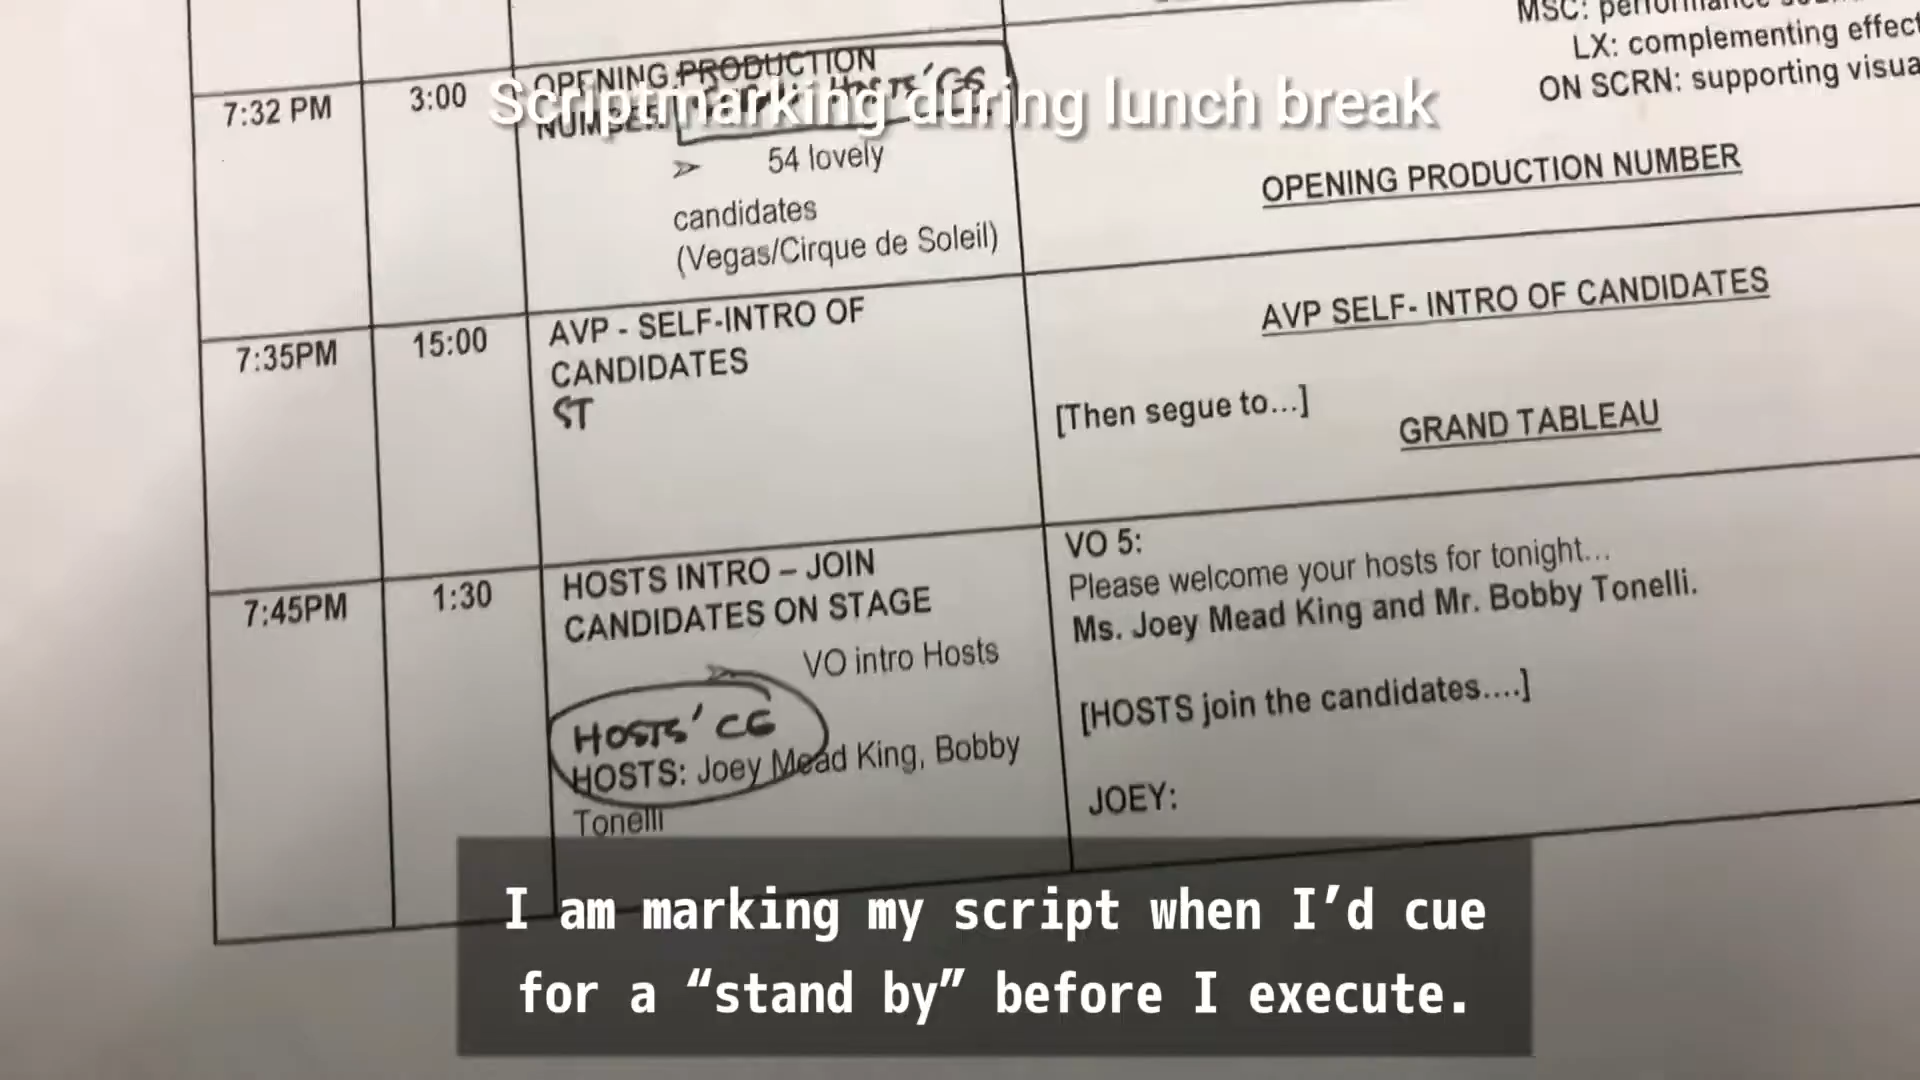 MSC: performance
LX: complementing effect
ON SCRN: supporting visua
Scriptmarking during lunch break
7:32 PM
3:00
OPENING PRODUCTION
NUMBER:
HOSTS' CG
54 lovely
candidates
(Vegas/Cirque de Soleil)
OPENING PRODUCTION NUMBER
7:35PM
15:00
AVP - SELF-INTRO OF
CANDIDATES
ST
AVP SELF- INTRO OF CANDIDATES
[Then segue to...]
GRAND TABLEAU
7:45PM
1:30
HOSTS INTRO – JOIN
CANDIDATES ON STAGE
VO intro Hosts
HOSTS' CG
HOSTS: Joey Mead King, Bobby
Tonelli
VO 5:
Please welcome your hosts for tonight...
Ms. Joey Mead King and Mr. Bobby Tonelli.
[HOSTS join the candidates....]
JOEY:
I am marking my script when I’d cue
for a “stand by” before I execute.